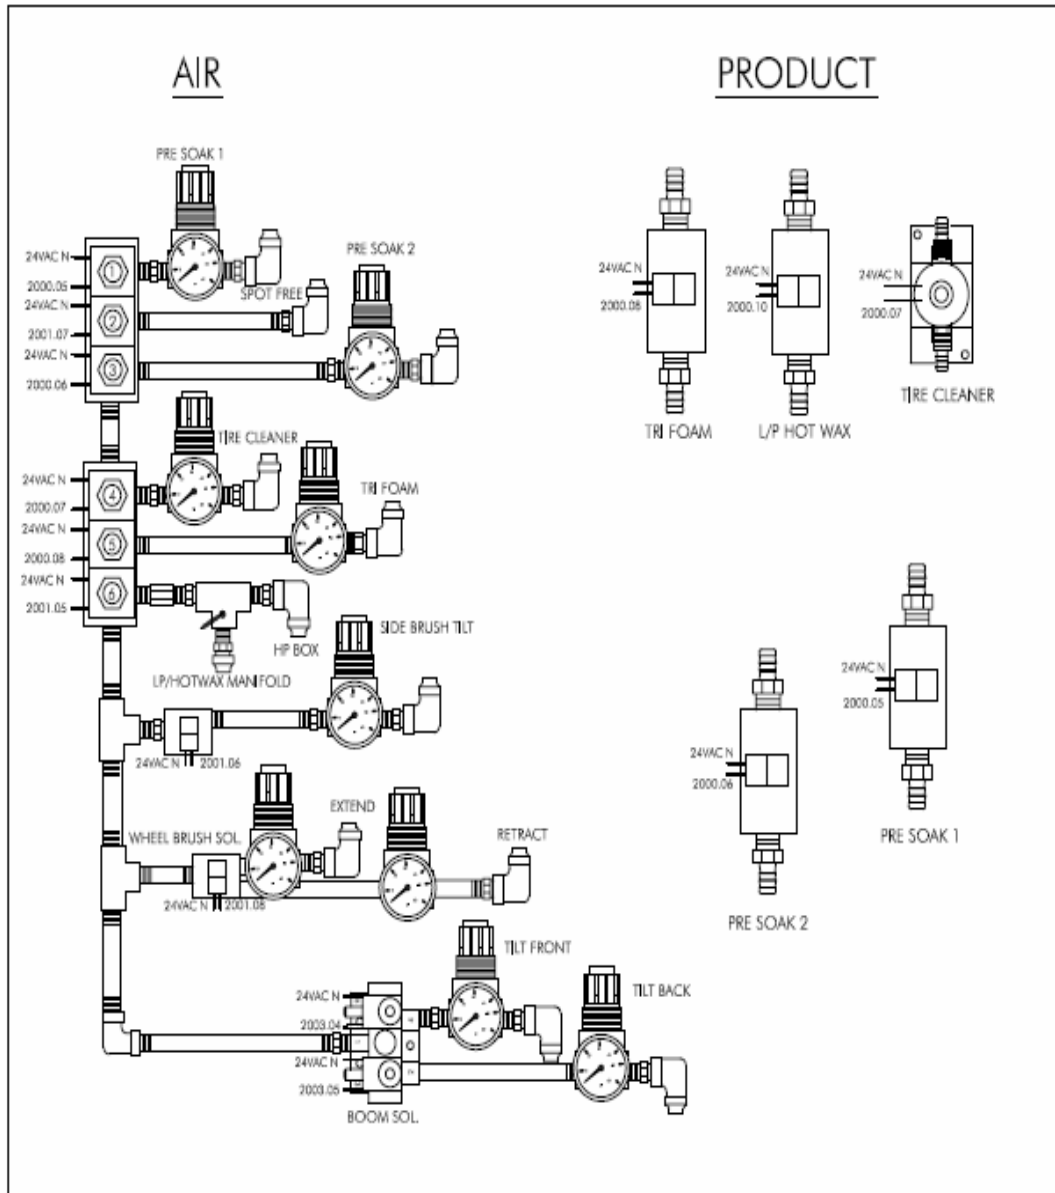 AIR
PRODUCT
PRE SOAK 1
PRE SOAK 2
24VAC N
1
2000.05
SPOT FREE
24VAC N
2
2001.07
24VAC N
3
2000.06
24VAC N
2000.08
TRI FOAM
24VAC N
2000.10
L/P HOT WAX
24VAC N
2000.07
TIRE CLEANER
TIRE CLEANER
TRI FOAM
24VAC N
4
2000.07
24VAC N
5
2000.08
24VAC N
6
2001.05
HP BOX
LP/HOTWAX MANIFOLD
SIDE BRUSH TILT
24VAC N
2001.06
24VAC N
2000.05
PRE SOAK 1
24VAC N
2000.06
PRE SOAK 2
WHEEL BRUSH SOL.
EXTEND
RETRACT
24VAC N
2001.08
TILT FRONT
TILT BACK
24VAC N
2003.04
24VAC N
2003.05
BOOM SOL.